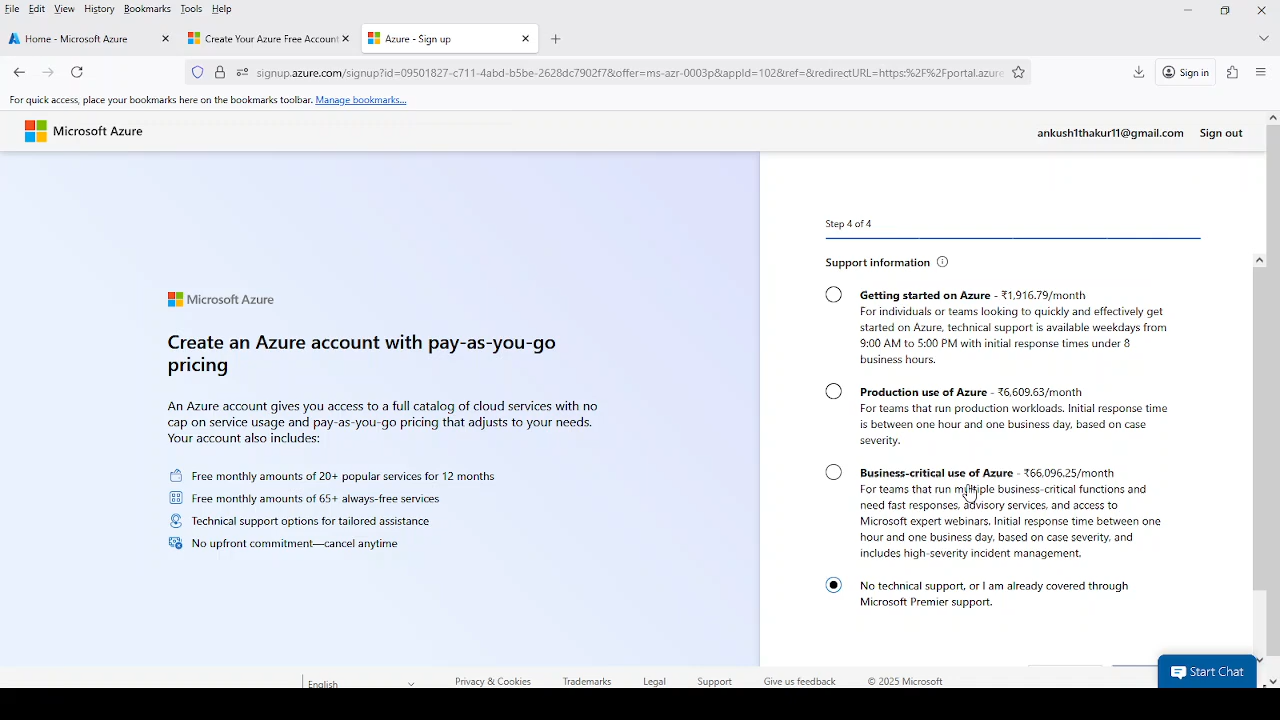 File Edit View History Bookmarks Tools Help
Home - Microsoft Azure
Create Your Azure Free Account
Azure - Sign up
signup.azure.com/signup?id=09501827-c711-4abd-b5be-2628dc7902f7&offer=ms-azr-0003p&appId=102&ref=&redirectURL=https:%2F%2Fportal.azure
Sign in
For quick access, place your bookmarks here on the bookmarks toolbar. Manage bookmarks...
Microsoft Azure
ankush1thakur11@gmail.com Sign out
Microsoft Azure
Create an Azure account with pay-as-you-go
pricing
An Azure account gives you access to a full catalog of cloud services with no
cap on service usage and pay-as-you-go pricing that adjusts to your needs.
Your account also includes:
Free monthly amounts of 20+ popular services for 12 months
Free monthly amounts of 65+ always-free services
Technical support options for tailored assistance
No upfront commitment—cancel anytime
Step 4 of 4
Support information
Getting started on Azure - ₹1,916.79/month
For individuals or teams looking to quickly and effectively get
started on Azure, technical support is available weekdays from
9:00 AM to 5:00 PM with initial response times under 8
business hours.
Production use of Azure - ₹6,609.63/month
For teams that run production workloads. Initial response time
is between one hour and one business day, based on case
severity.
Business-critical use of Azure - ₹66,096.25/month
For teams that run multiple business-critical functions and
need fast responses, advisory services, and access to
Microsoft expert webinars. Initial response time between one
hour and one business day, based on case severity, and
includes high-severity incident management.
No technical support, or I am already covered through
Microsoft Premier support.
Start Chat
English
Privacy & Cookies Trademarks Legal Support Give us feedback © 2025 Microsoft